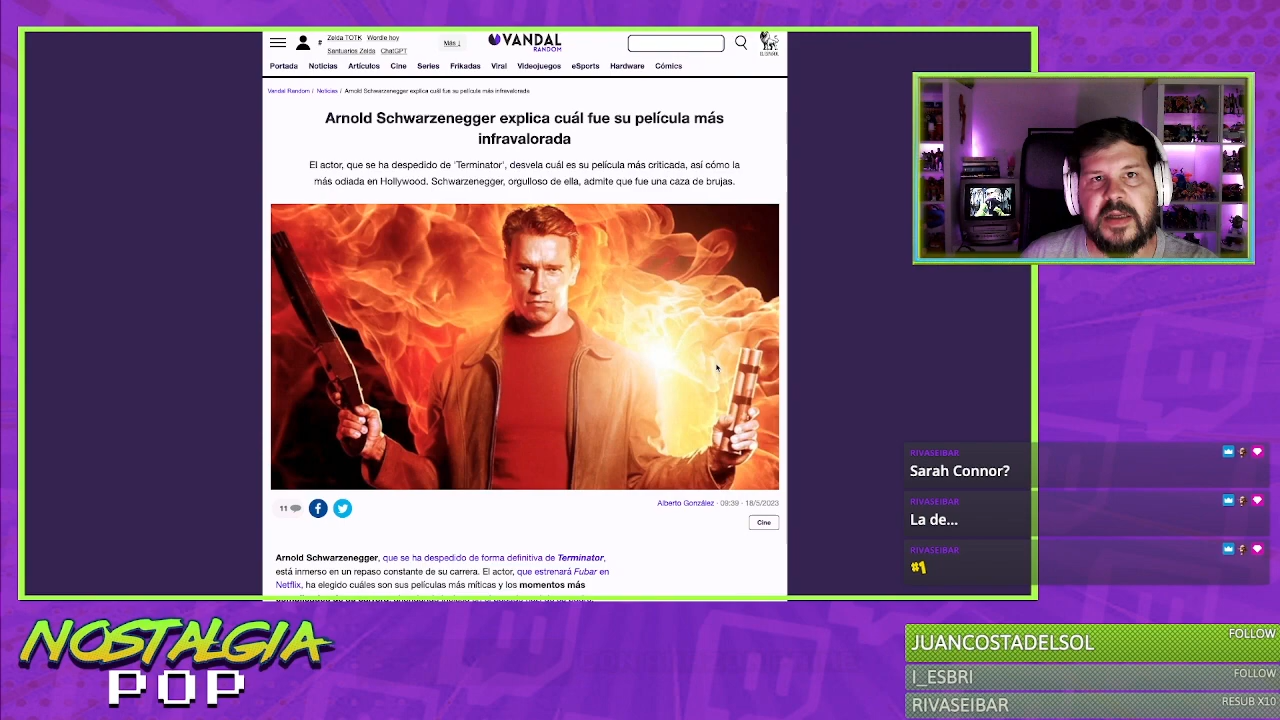 # Zelda TOTK Wordle hoy
Santuarios Zelda ChatGPT
Más ↓
VANDAL
RANDOM
Portada Noticias Artículos Cine Series Frikadas Viral Videojuegos eSports Hardware Cómics
Vandal Random / Noticias / Arnold Schwarzenegger explica cuál fue su película más infravalorada
Arnold Schwarzenegger explica cuál fue su película más
infravalorada
El actor, que se ha despedido de 'Terminator', desvela cuál es su película más criticada, así cómo la
más odiada en Hollywood. Schwarzenegger, orgulloso de ella, admite que fue una caza de brujas.
11
Alberto González · 09:39 · 18/5/2023
Cine
Arnold Schwarzenegger, que se ha despedido de forma definitiva de Terminator,
está inmerso en un repaso constante de su carrera. El actor, que estrenará Fubar en
Netflix, ha elegido cuáles son sus películas más míticas y los momentos más
RIVASEIBAR
Sarah Connor?
RIVASEIBAR
La de...
RIVASEIBAR
#1
NOSTALGIA
POP
JUANCOSTADELSOL FOLLOW
I_ESBRI FOLLOW
RIVASEIBAR RESUB X10